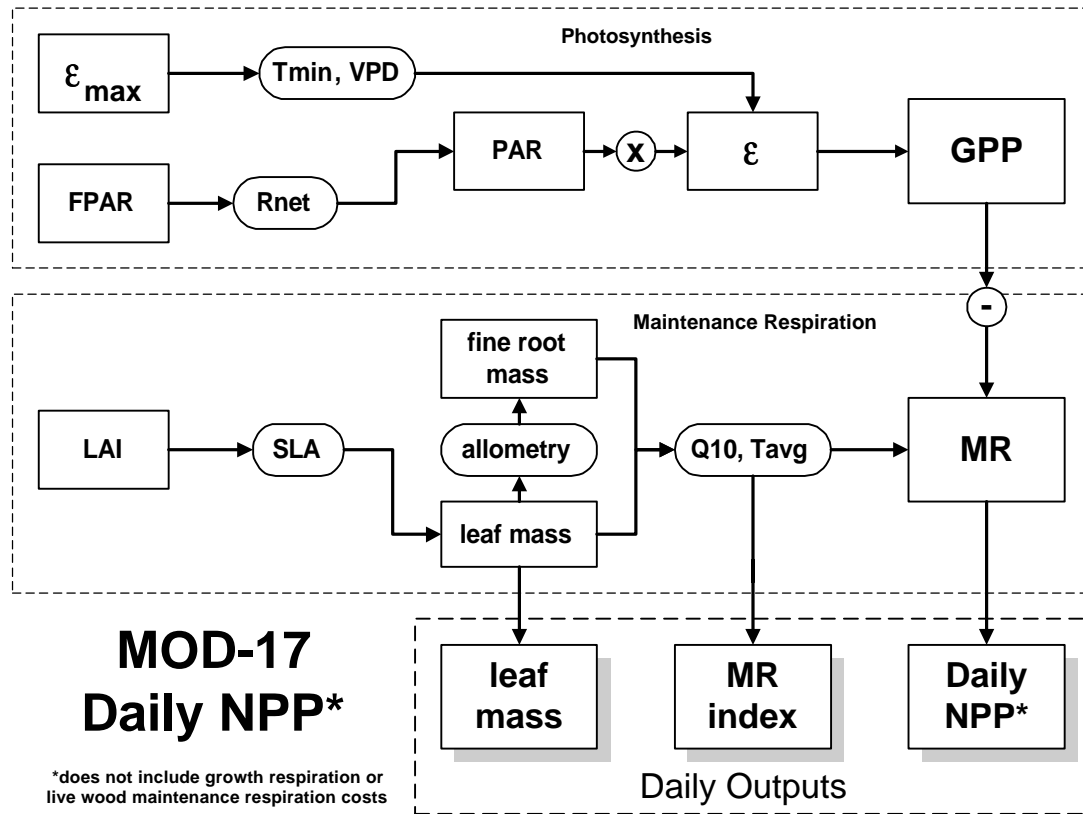 Photosynthesis
εmax
Tmin, VPD
PAR
x
ε
GPP
FPAR
Rnet
-
Maintenance Respiration
fine root
mass
LAI
SLA
allometry
Q10, Tavg
MR
leaf mass
MOD-17
Daily NPP*
*does not include growth respiration or
live wood maintenance respiration costs
leaf
mass
MR
index
Daily
NPP*
Daily Outputs